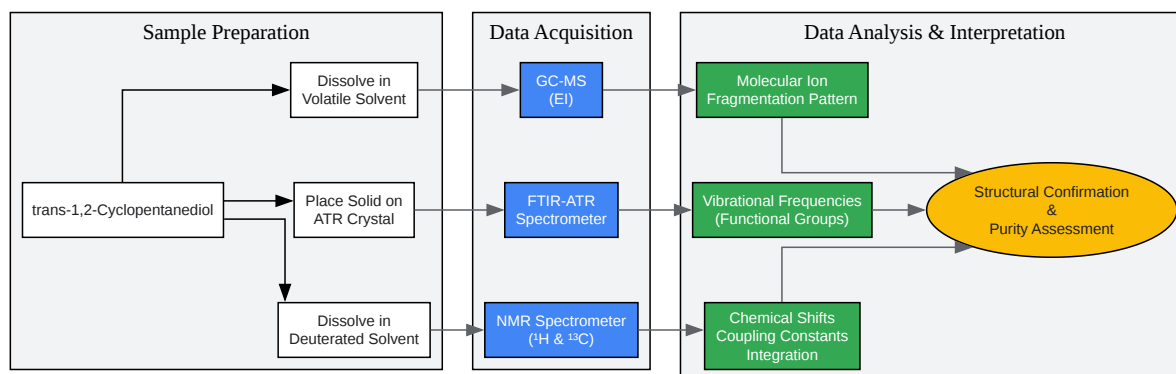 Sample Preparation
Data Acquisition
Data Analysis & Interpretation
Dissolve in
Volatile Solvent
GC-MS
(EI)
Molecular Ion
Fragmentation Pattern
trans-1,2-Cyclopentanediol
Place Solid on
ATR Crystal
FTIR-ATR
Spectrometer
Vibrational Frequencies
(Functional Groups)
Structural Confirmation
&
Purity Assessment
Dissolve in
Deuterated Solvent
NMR Spectrometer
(¹H & ¹³C)
Chemical Shifts
Coupling Constants
Integration